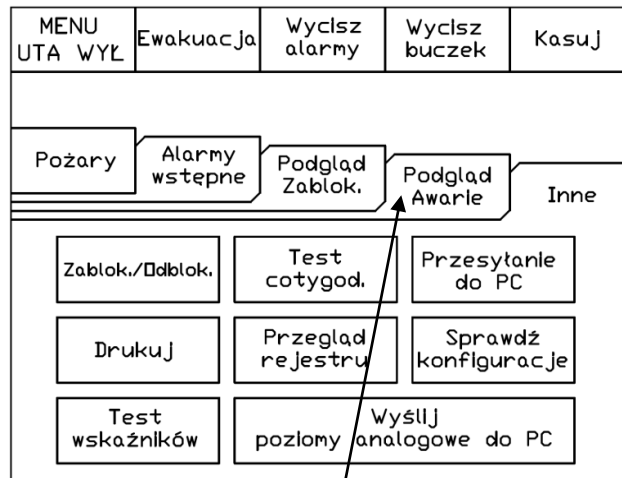 MENU
UTA WYŁ
Ewakuacja
Wycisz
alarmy
Wycisz
buczek
Kasuj
Pożary
Alarmy
wstępne
Podgląd
Zablok.
Podgląd
Awarie
Inne
Zablok./Odblok.
Test
cotygod.
Przesyłanie
do PC
Drukuj
Przegląd
rejestru
Sprawdź
konfiguracje
Test
wskaźników
Wyślij
poziomy analogowe do PC